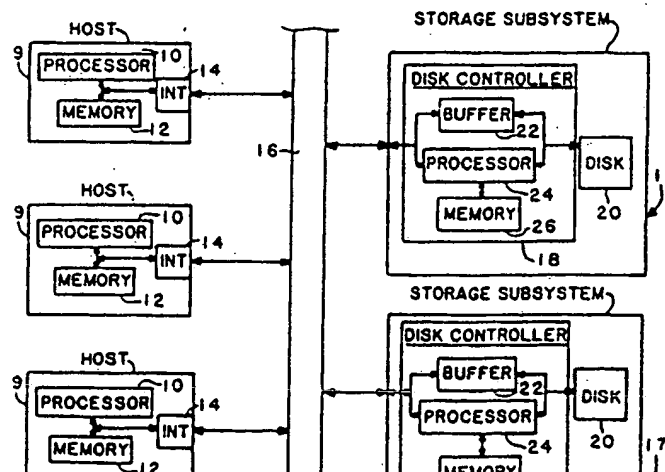 HOST
9
10
PROCESSOR
14
INT
MEMORY
12
HOST
9
10
PROCESSOR
14
INT
MEMORY
12
HOST
9
10
PROCESSOR
14
INT
MEMORY
12
16
STORAGE SUBSYSTEM
DISK CONTROLLER
BUFFER
22
PROCESSOR
24
MEMORY
26
18
DISK
20
1
STORAGE SUBSYSTEM
DISK CONTROLLER
BUFFER
22
PROCESSOR
24
MEMORY
DISK
20
17